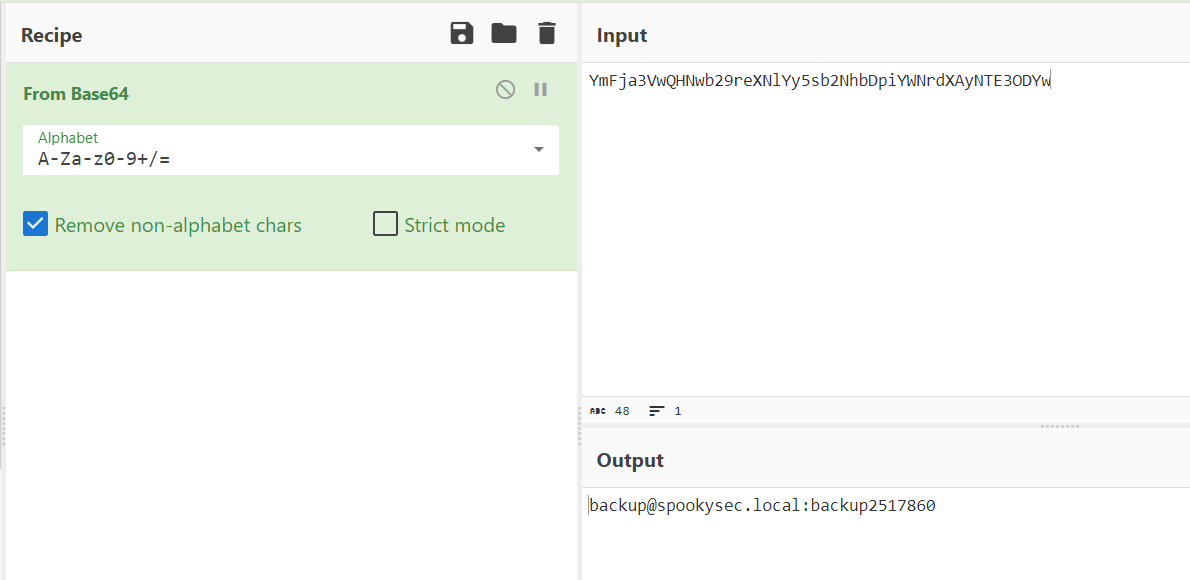 Recipe
From Base64
Alphabet
A-Za-z0-9+/=
Remove non-alphabet chars
Strict mode
Input
YmFja3VwQHNwb29reXNlYy5sb2NhbDpiYWNrdXAyNTE3ODYw
ABC 48 1
Output
backup@spookysec.local:backup2517860